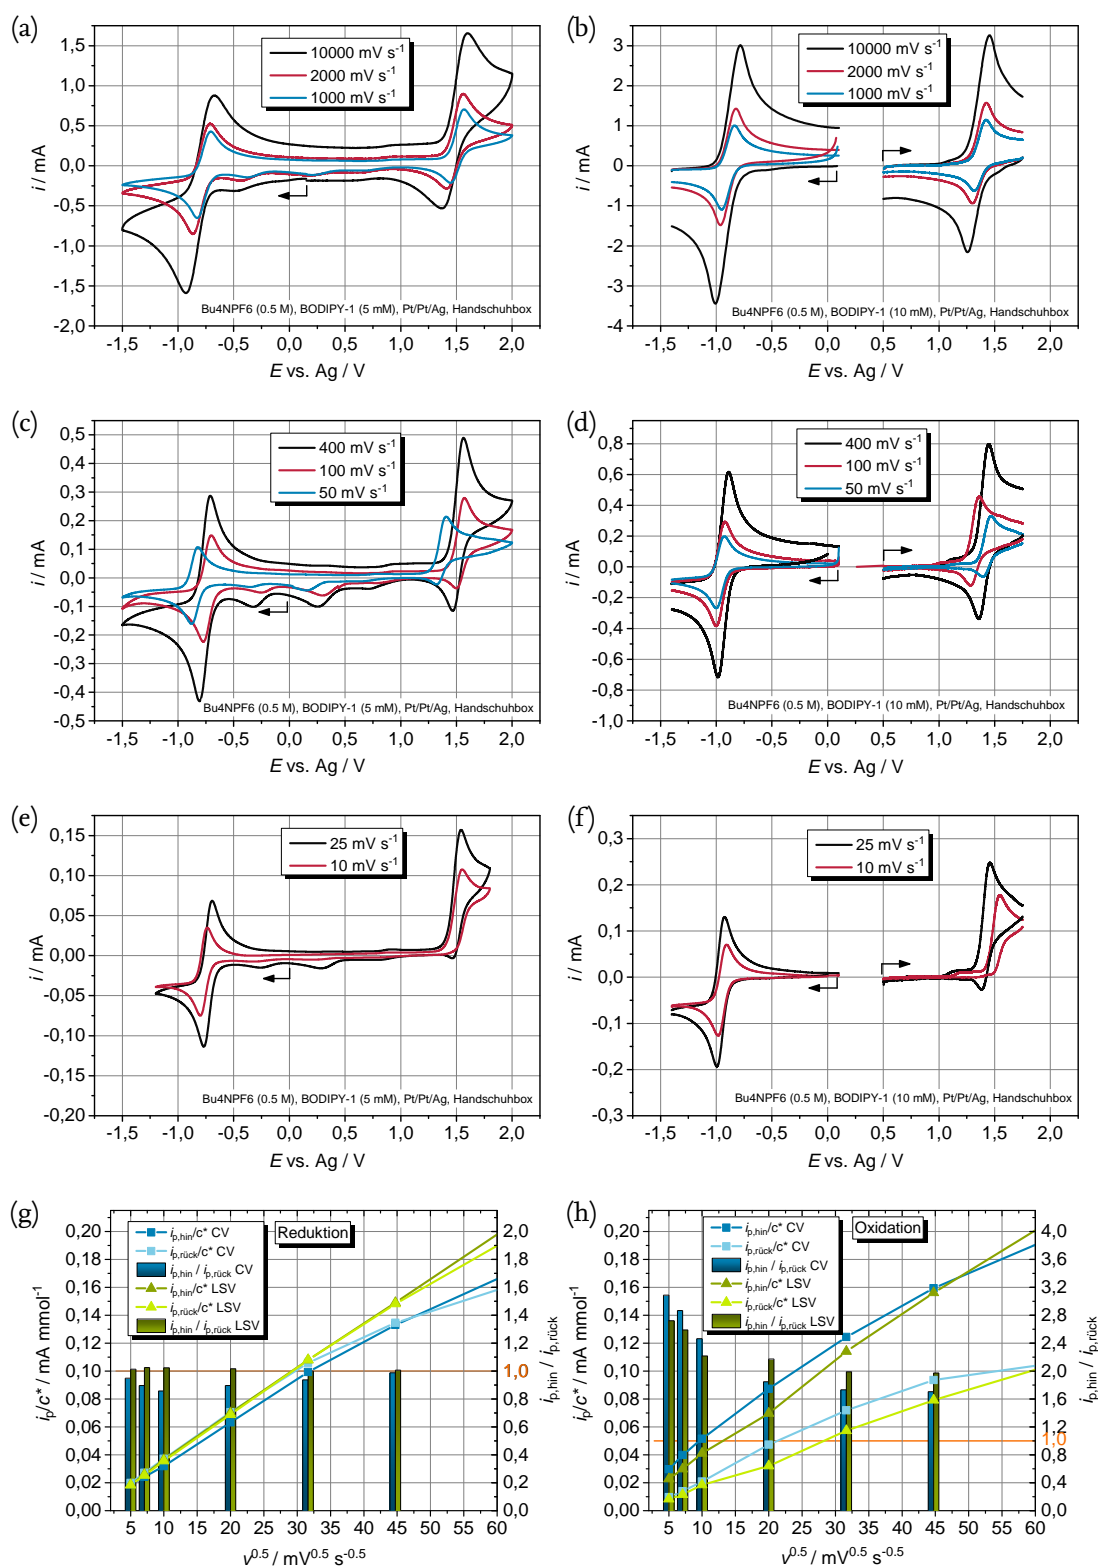 (a)
1,5
1,0
0,5
0,0
-0,5
-1,0
-1,5
-2,0
i / mA
10000 mV s⁻¹
2000 mV s⁻¹
1000 mV s⁻¹
Bu4NPF6 (0.5 M), BODIPY-1 (5 mM), Pt/Pt/Ag, Handschuhbox
-1,5 -1,0 -0,5 0,0 0,5 1,0 1,5 2,0
E vs. Ag / V
(b)
3
2
1
0
-1
-2
-3
-4
i / mA
10000 mV s⁻¹
2000 mV s⁻¹
1000 mV s⁻¹
Bu4NPF6 (0.5 M), BODIPY-1 (10 mM), Pt/Pt/Ag, Handschuhbox
-1,5 -1,0 -0,5 0,0 0,5 1,0 1,5 2,0
E vs. Ag / V
(c)
0,5
0,4
0,3
0,2
0,1
0,0
-0,1
-0,2
-0,3
-0,4
-0,5
i / mA
400 mV s⁻¹
100 mV s⁻¹
50 mV s⁻¹
Bu4NPF6 (0.5 M), BODIPY-1 (5 mM), Pt/Pt/Ag, Handschuhbox
-1,5 -1,0 -0,5 0,0 0,5 1,0 1,5 2,0
E vs. Ag / V
(d)
0,8
0,6
0,4
0,2
0,0
-0,2
-0,4
-0,6
-0,8
-1,0
i / mA
400 mV s⁻¹
100 mV s⁻¹
50 mV s⁻¹
Bu4NPF6 (0.5 M), BODIPY-1 (10 mM), Pt/Pt/Ag, Handschuhbox
-1,5 -1,0 -0,5 0,0 0,5 1,0 1,5 2,0
E vs. Ag / V
(e)
0,15
0,10
0,05
0,00
-0,05
-0,10
-0,15
-0,20
i / mA
25 mV s⁻¹
10 mV s⁻¹
Bu4NPF6 (0.5 M), BODIPY-1 (5 mM), Pt/Pt/Ag, Handschuhbox
-1,5 -1,0 -0,5 0,0 0,5 1,0 1,5 2,0
E vs. Ag / V
(f)
0,3
0,2
0,1
0,0
-0,1
-0,2
-0,3
i / mA
25 mV s⁻¹
10 mV s⁻¹
Bu4NPF6 (0.5 M), BODIPY-1 (10 mM), Pt/Pt/Ag, Handschuhbox
-1,5 -1,0 -0,5 0,0 0,5 1,0 1,5 2,0
E vs. Ag / V
(g)
0,20
0,18
0,16
0,14
0,12
0,10
0,08
0,06
0,04
0,02
0,00
iₚ/c* / mA mmol⁻¹
i p,hin/c* CV
i p,rück/c* CV
i p,hin / i p,rück CV
i p,hin/c* LSV
i p,rück/c* LSV
i p,hin / i p,rück LSV
Reduktion
2,0
1,8
1,6
1,4
1,2
1,0
1,0
0,8
0,6
0,4
0,2
0,0
i p,hin / i p,rück
5 10 15 20 25 30 35 40 45 50 55 60
v^0.5 / mV^0.5 s^-0.5
(h)
0,20
0,18
0,16
0,14
0,12
0,10
0,08
0,06
0,04
0,02
0,00
iₚ/c* / mA mmol⁻¹
i p,hin/c* CV
i p,rück/c* CV
i p,hin / i p,rück CV
i p,hin/c* LSV
i p,rück/c* LSV
i p,hin / i p,rück LSV
Oxidation
4,0
3,6
3,2
2,8
2,4
2,0
1,6
1,2
1,0
0,8
0,4
0,0
i p,hin / i p,rück
5 10 15 20 25 30 35 40 45 50 55 60
v^0.5 / mV^0.5 s^-0.5